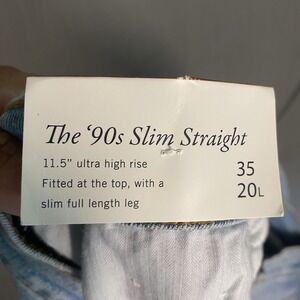 The ‘90s Slim Straight
11.5" ultra high rise
35
Fitted at the top, with a
20L
slim full length leg